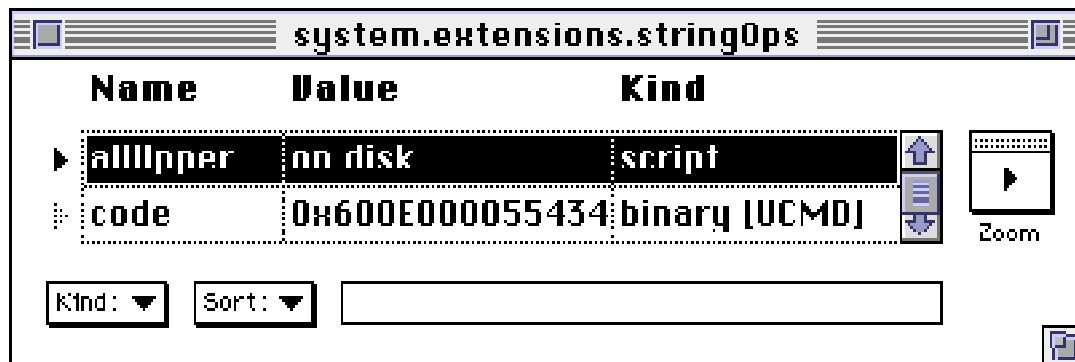 system.extensions.stringOps
Name Value Kind
allUpper on disk script
code 0x600E000055434 binary [UCMD]
Zoom
Kind: Sort: